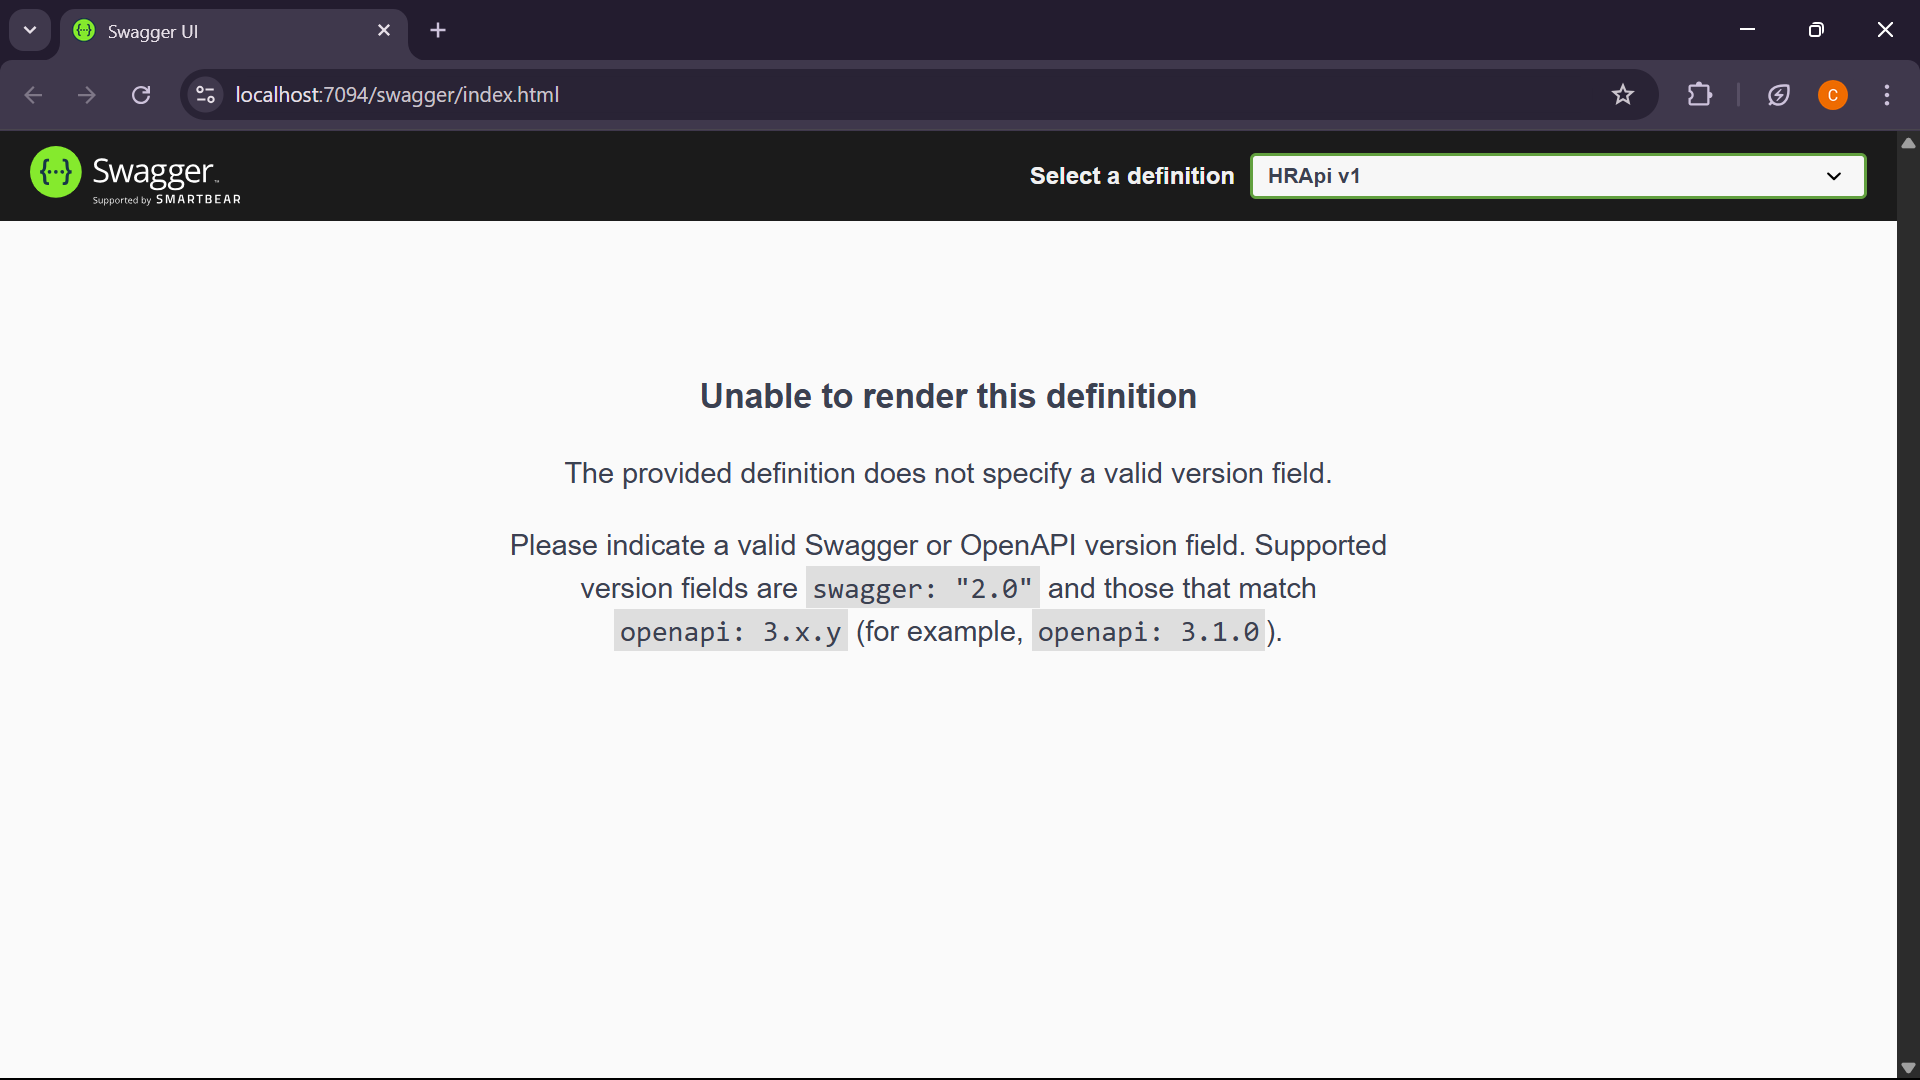 Swagger UI
localhost:7094/swagger/index.html
C
Swagger™
Supported by SMARTBEAR
Select a definition
HRApi v1
Unable to render this definition
The provided definition does not specify a valid version field.
Please indicate a valid Swagger or OpenAPI version field. Supported
version fields are swagger: "2.0" and those that match
openapi: 3.x.y (for example, openapi: 3.1.0).